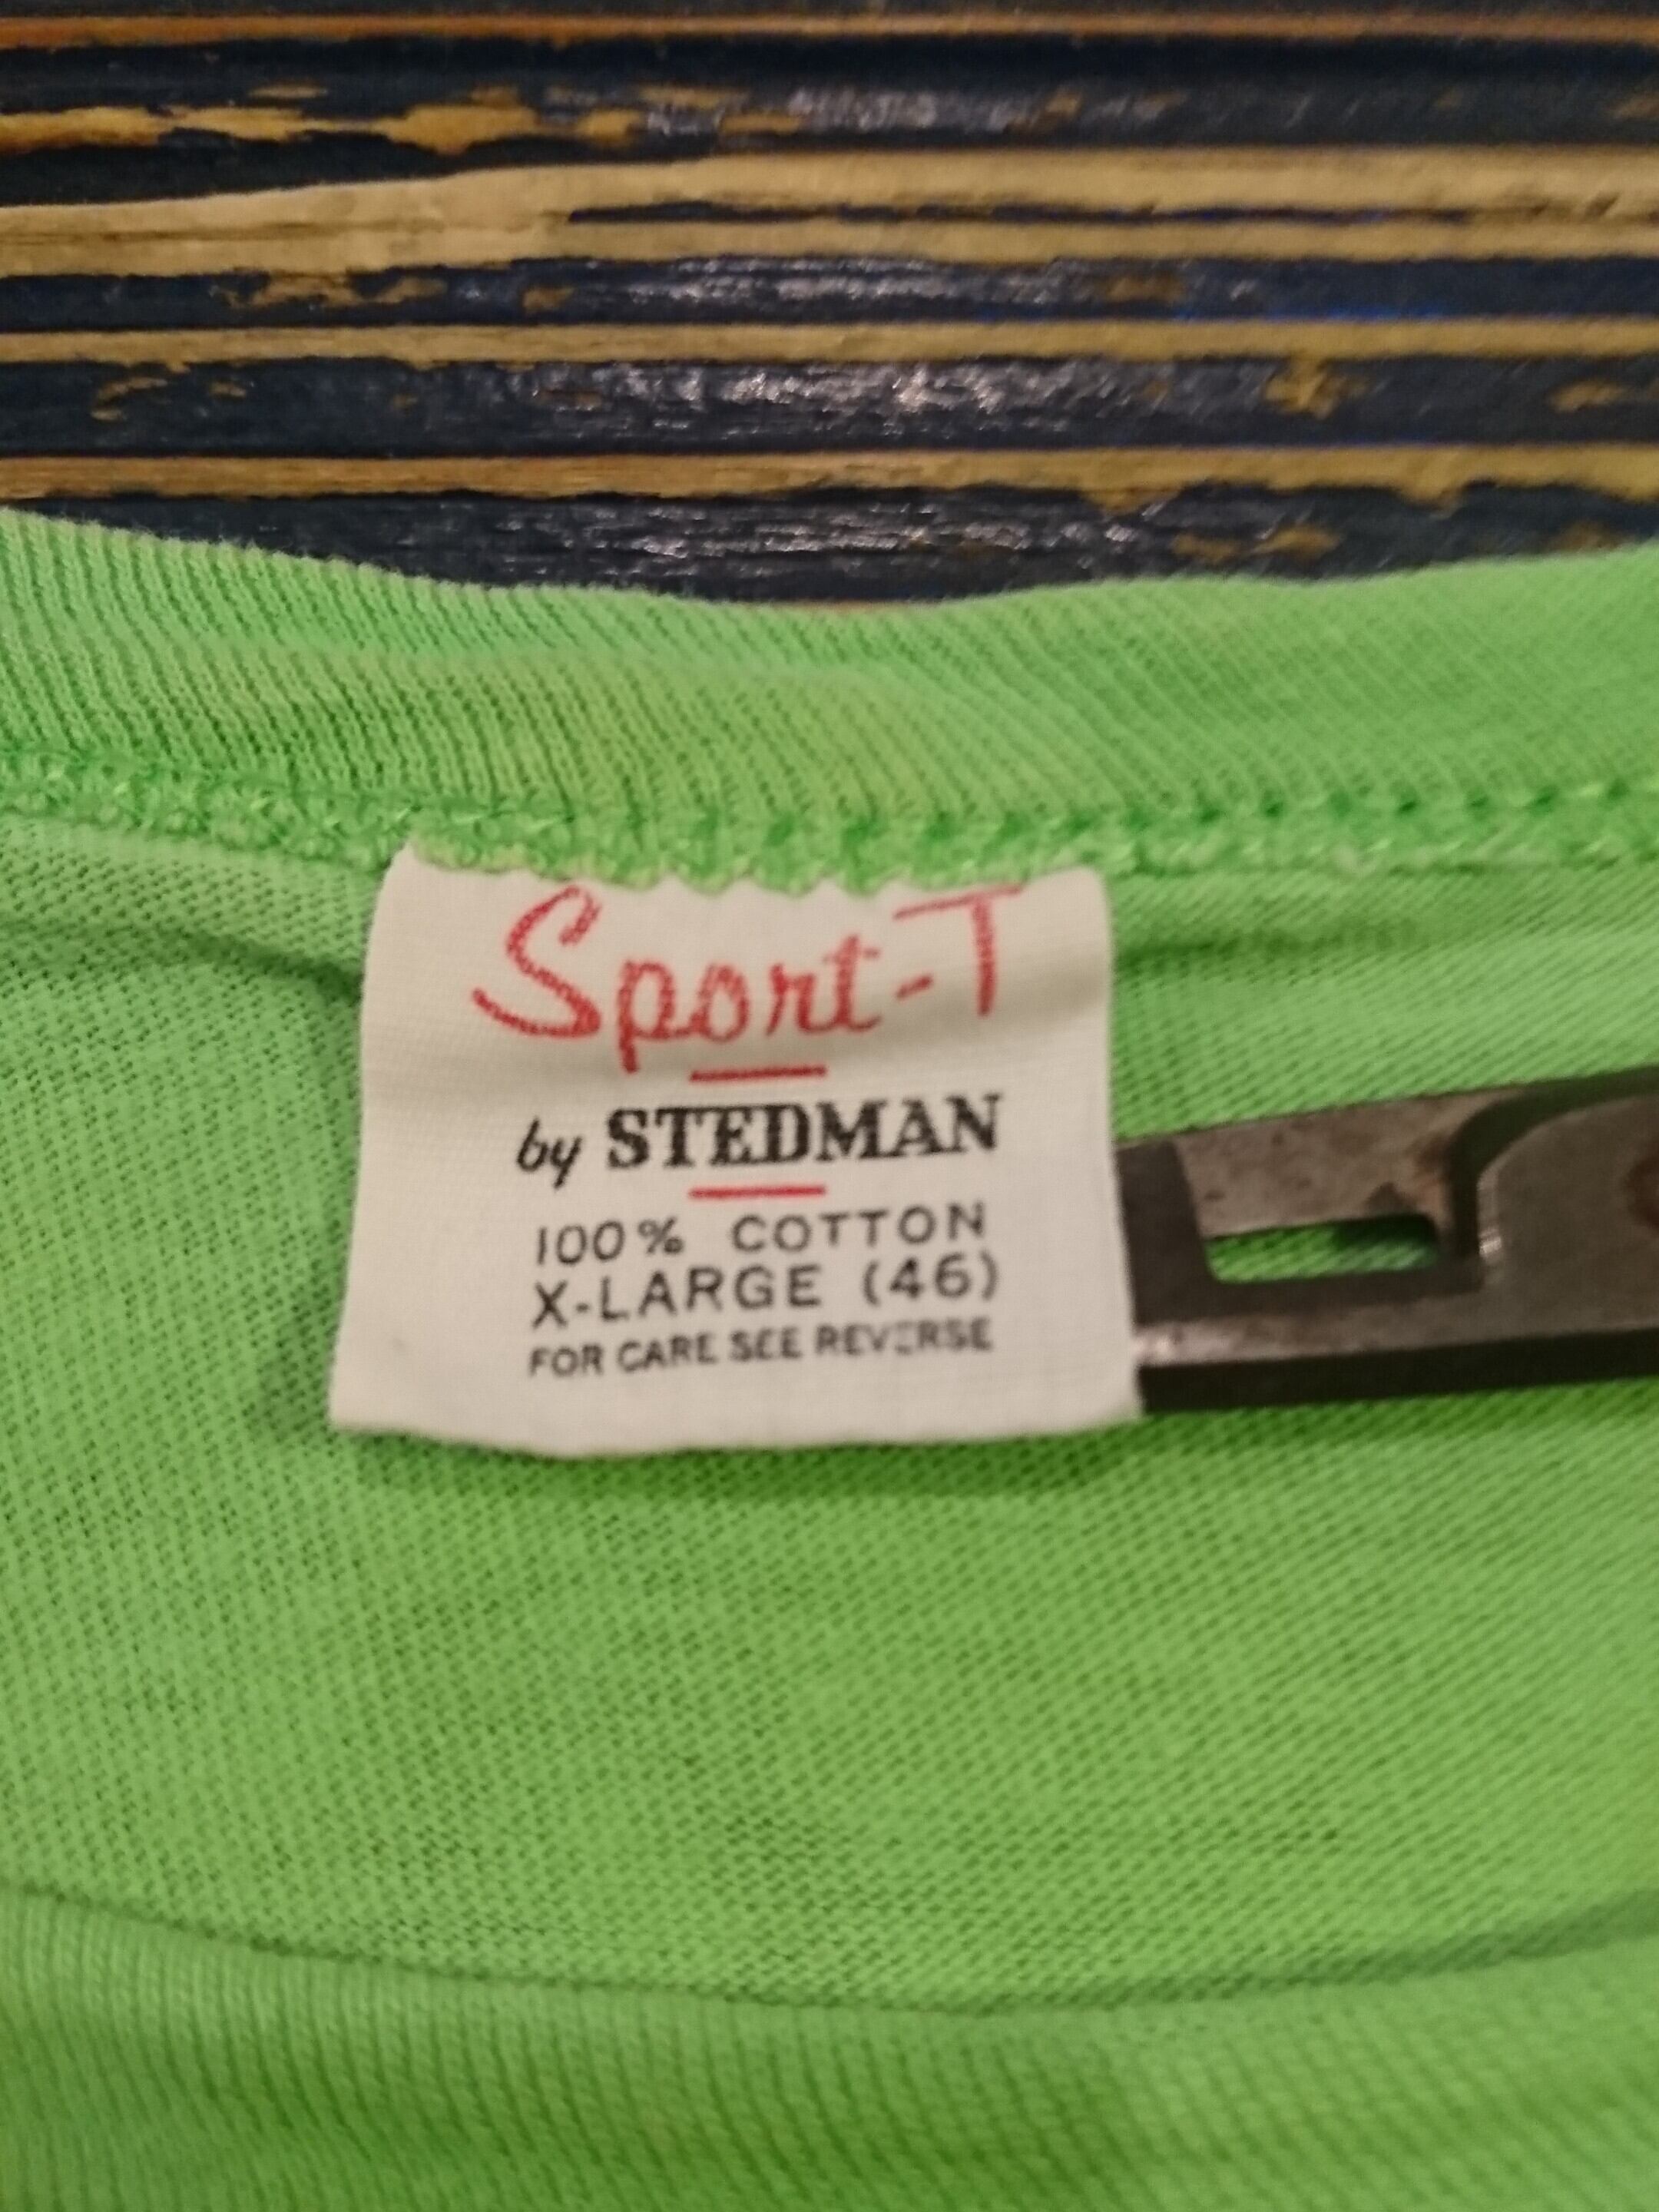 Sport-T
by STEDMAN
100% COTTON
X-LARGE (46)
FOR CARE SEE REVERSE